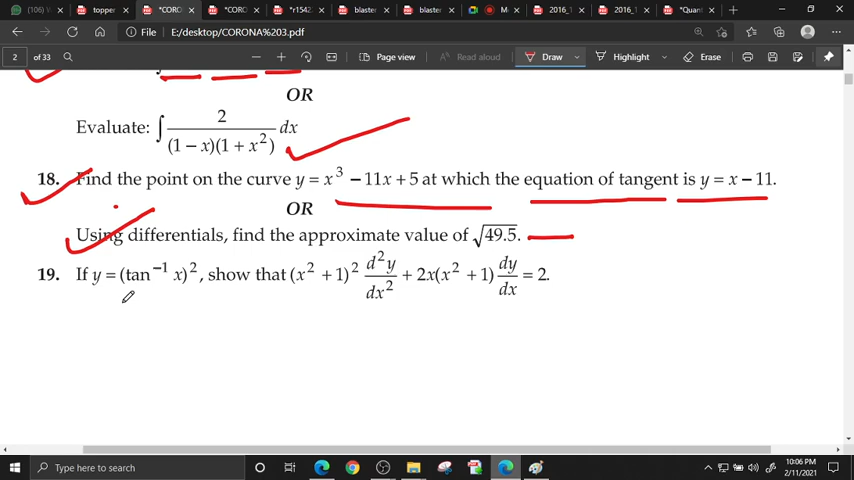 (106) W
topper
*CORO
*CORO
*r1542
blaster
blaster
M
2016_1
2016_1
*Quant
File E:/desktop/CORONA%203.pdf
2 of 33 Page view Read aloud Draw Highlight Erase
OR
Evaluate: ∫ 2/((1 − x)(1 + x²)) dx
18. Find the point on the curve y = x³ − 11x + 5 at which the equation of tangent is y = x − 11.
OR
Using differentials, find the approximate value of √49.5.
19. If y = (tan⁻¹ x)², show that (x² + 1)² d²y/dx² + 2x(x² + 1) dy/dx = 2.
Type here to search
10:06 PM
2/11/2021